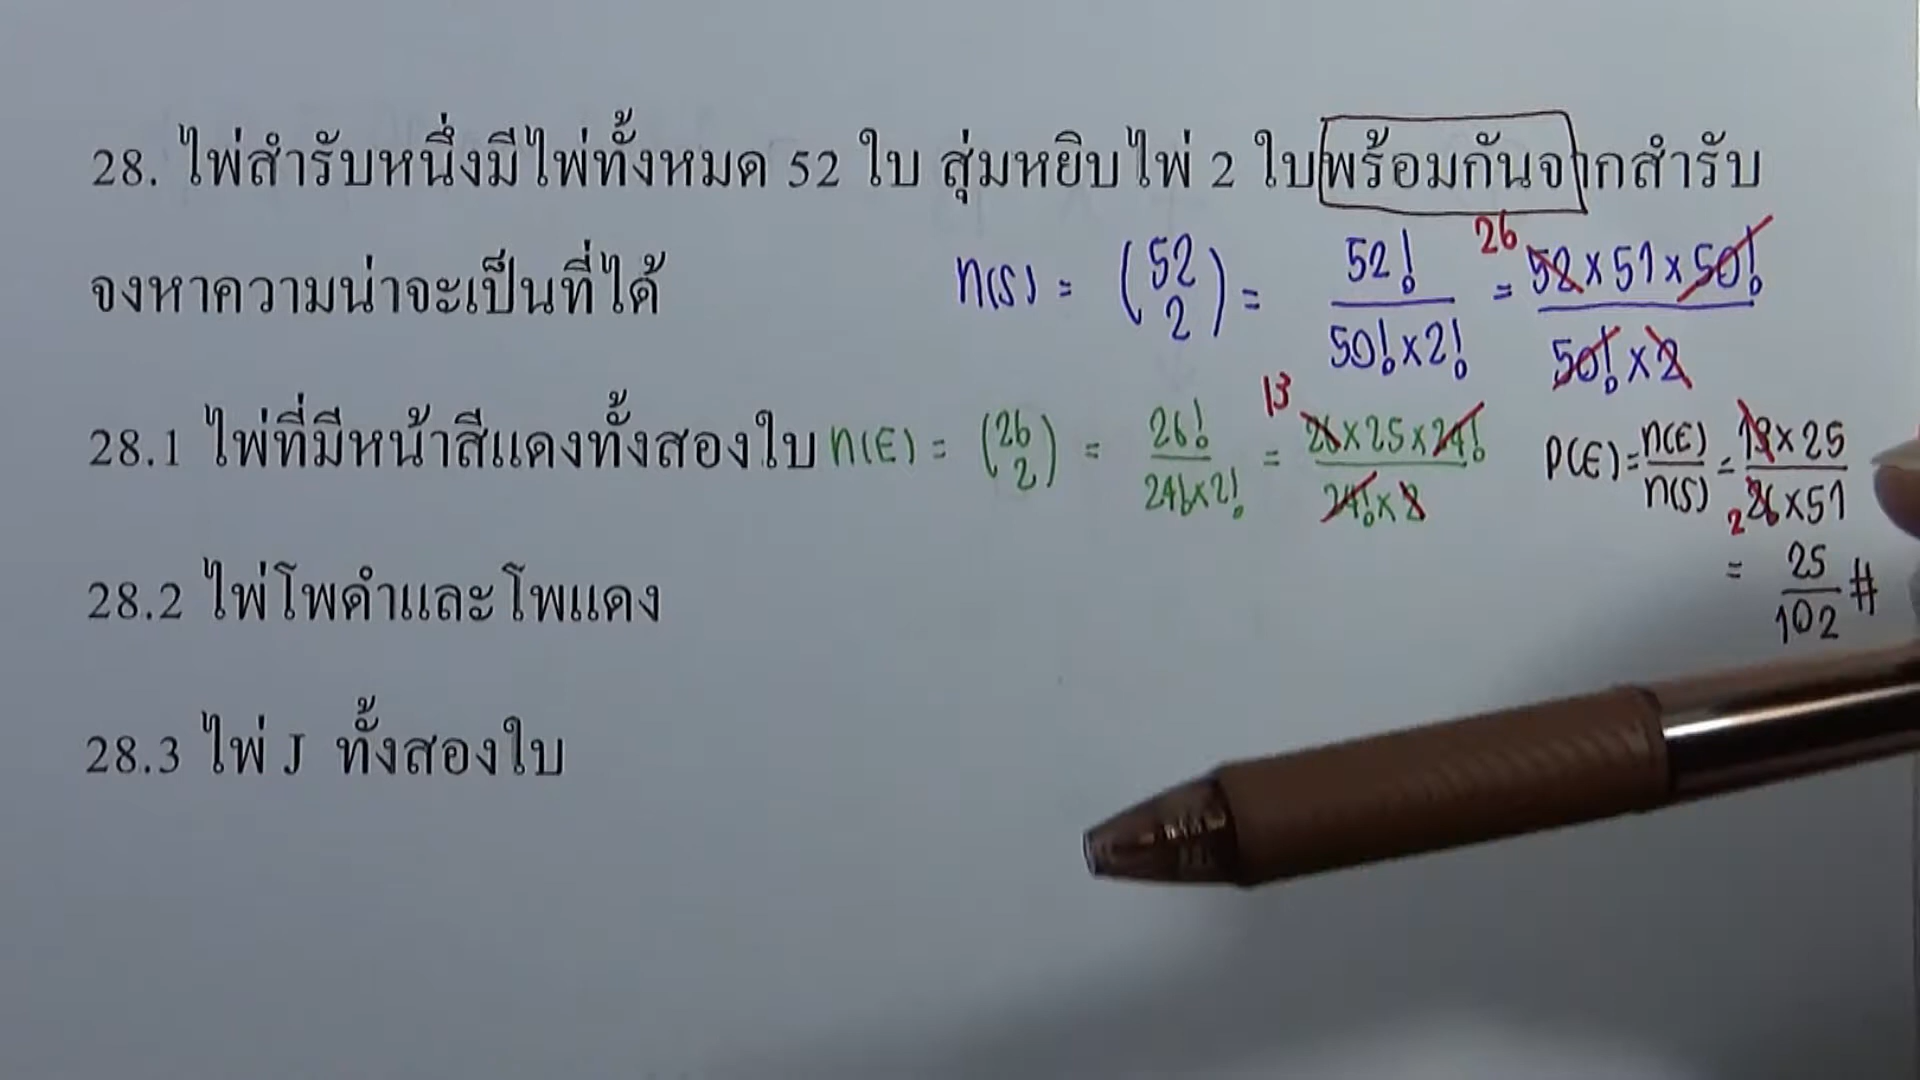 28. ไพ่สำรับหนึ่งมีไพ่ทั้งหมด 52 ใบ สุ่มหยิบไพ่ 2 ใบพร้อมกันจากสำรับ
จงหาความน่าจะเป็นที่ได้ n(S) = (52 2) = 52!/(50!×2!) = 26 52×51×50!/(50!×2)
28.1 ไพ่ที่มีหน้าสีแดงทั้งสองใบ n(E) = (26 2) = 26!/(24!×2!) = 13 26×25×24!/(24!×2) P(E) = n(E)/n(S) = 13×25/(2 26×51)
= 25/102 #
28.2 ไพ่โพดำและโพแดง
28.3 ไพ่ J ทั้งสองใบ